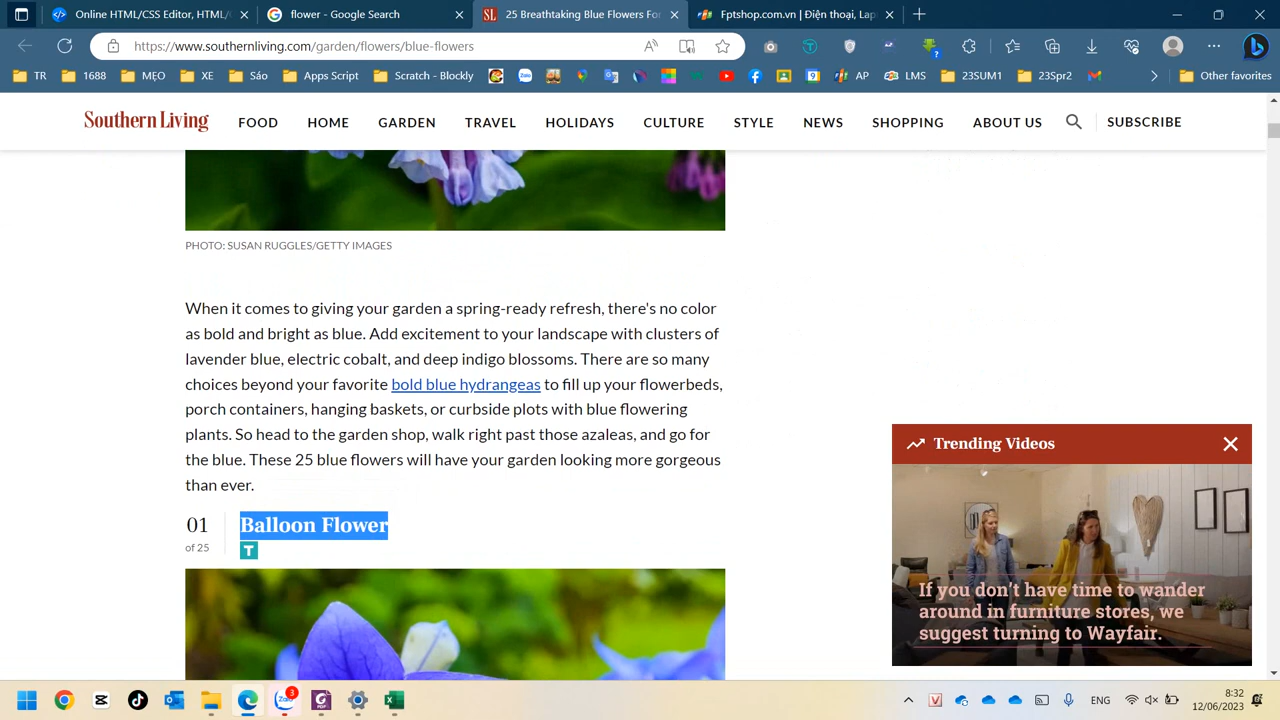 Online HTML/CSS Editor, HTML/
flower - Google Search
SL 25 Breathtaking Blue Flowers For
Fptshop.com.vn | Điện thoại, Lap
https://www.southernliving.com/garden/flowers/blue-flowers
TR
1688
MẸO
XE
Sáo
Apps Script
Scratch - Blockly
AP
LMS
23SUM1
23Spr2
Other favorites
Southern Living
FOOD
HOME
GARDEN
TRAVEL
HOLIDAYS
CULTURE
STYLE
NEWS
SHOPPING
ABOUT US
SUBSCRIBE
PHOTO: SUSAN RUGGLES/GETTY IMAGES
When it comes to giving your garden a spring-ready refresh, there's no color
as bold and bright as blue. Add excitement to your landscape with clusters of
lavender blue, electric cobalt, and deep indigo blossoms. There are so many
choices beyond your favorite bold blue hydrangeas to fill up your flowerbeds,
porch containers, hanging baskets, or curbside plots with blue flowering
plants. So head to the garden shop, walk right past those azaleas, and go for
the blue. These 25 blue flowers will have your garden looking more gorgeous
than ever.
01
of 25
Balloon Flower
T
Trending Videos
If you don't have time to wander
around in furniture stores, we
suggest turning to Wayfair.
3
ENG
8:32
12/06/2023